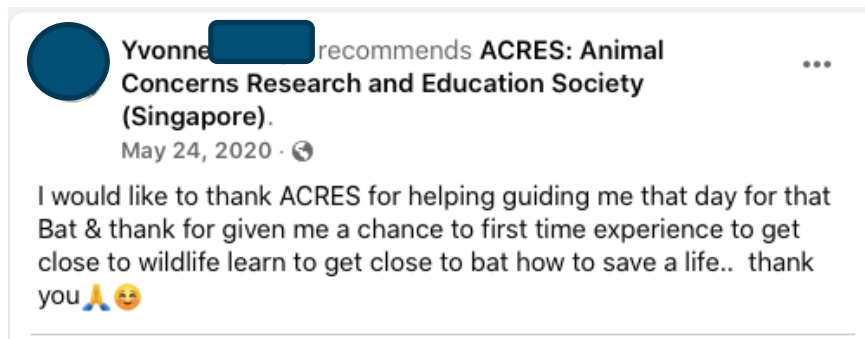 Yvonne recommends ACRES: Animal
Concerns Research and Education Society
(Singapore).
May 24, 2020 ·
I would like to thank ACRES for helping guiding me that day for that
Bat & thank for given me a chance to first time experience to get
close to wildlife learn to get close to bat how to save a life..  thank
you🙏☺️